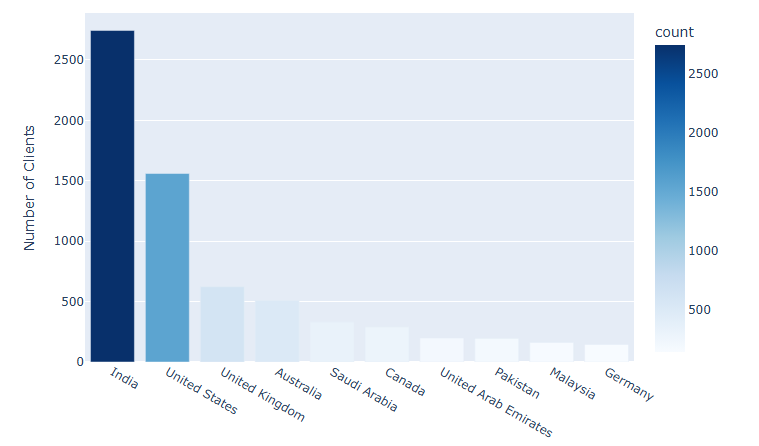 count
2500
2000
1500
1000
500
0
Number of Clients
2500
2000
1500
1000
500
India
United States
United Kingdom
Australia
Saudi Arabia
Canada
United Arab Emirates
Pakistan
Malaysia
Germany